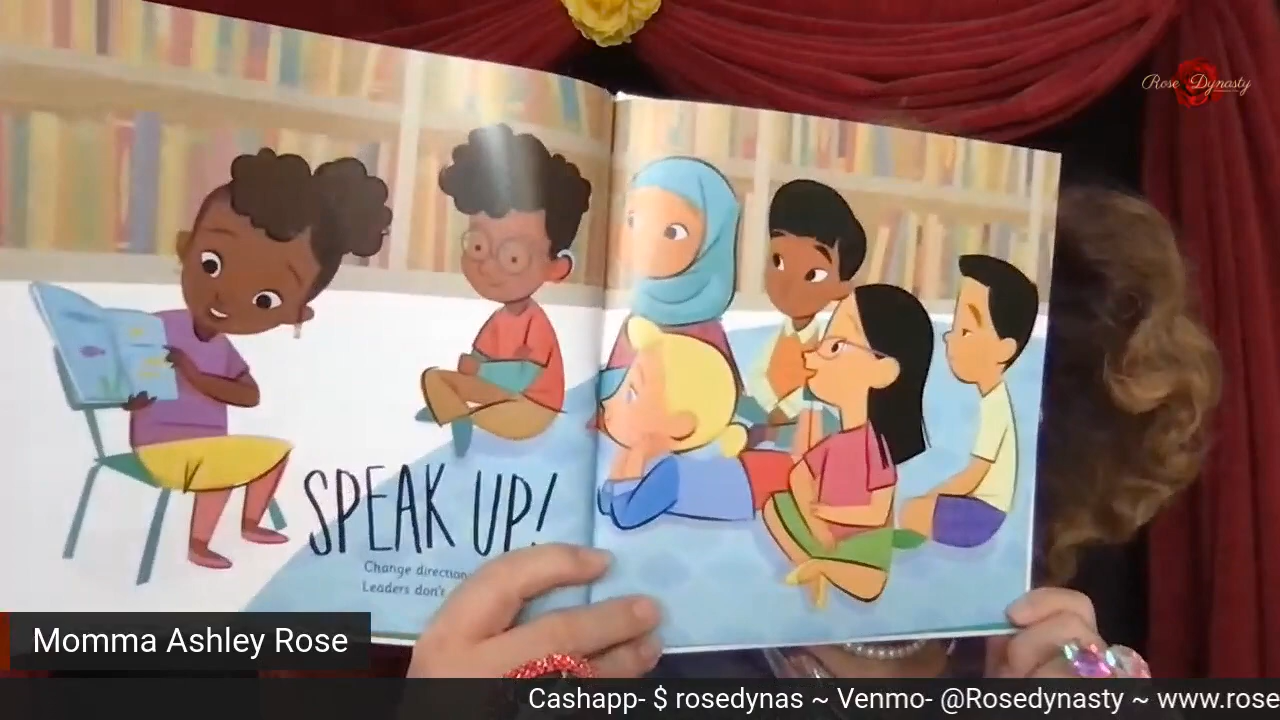 Rose Dynasty
SPEAK UP!
Change direction
Leaders don't
Momma Ashley Rose
Cashapp- $ rosedynas ~ Venmo- @Rosedynasty ~ www.rose